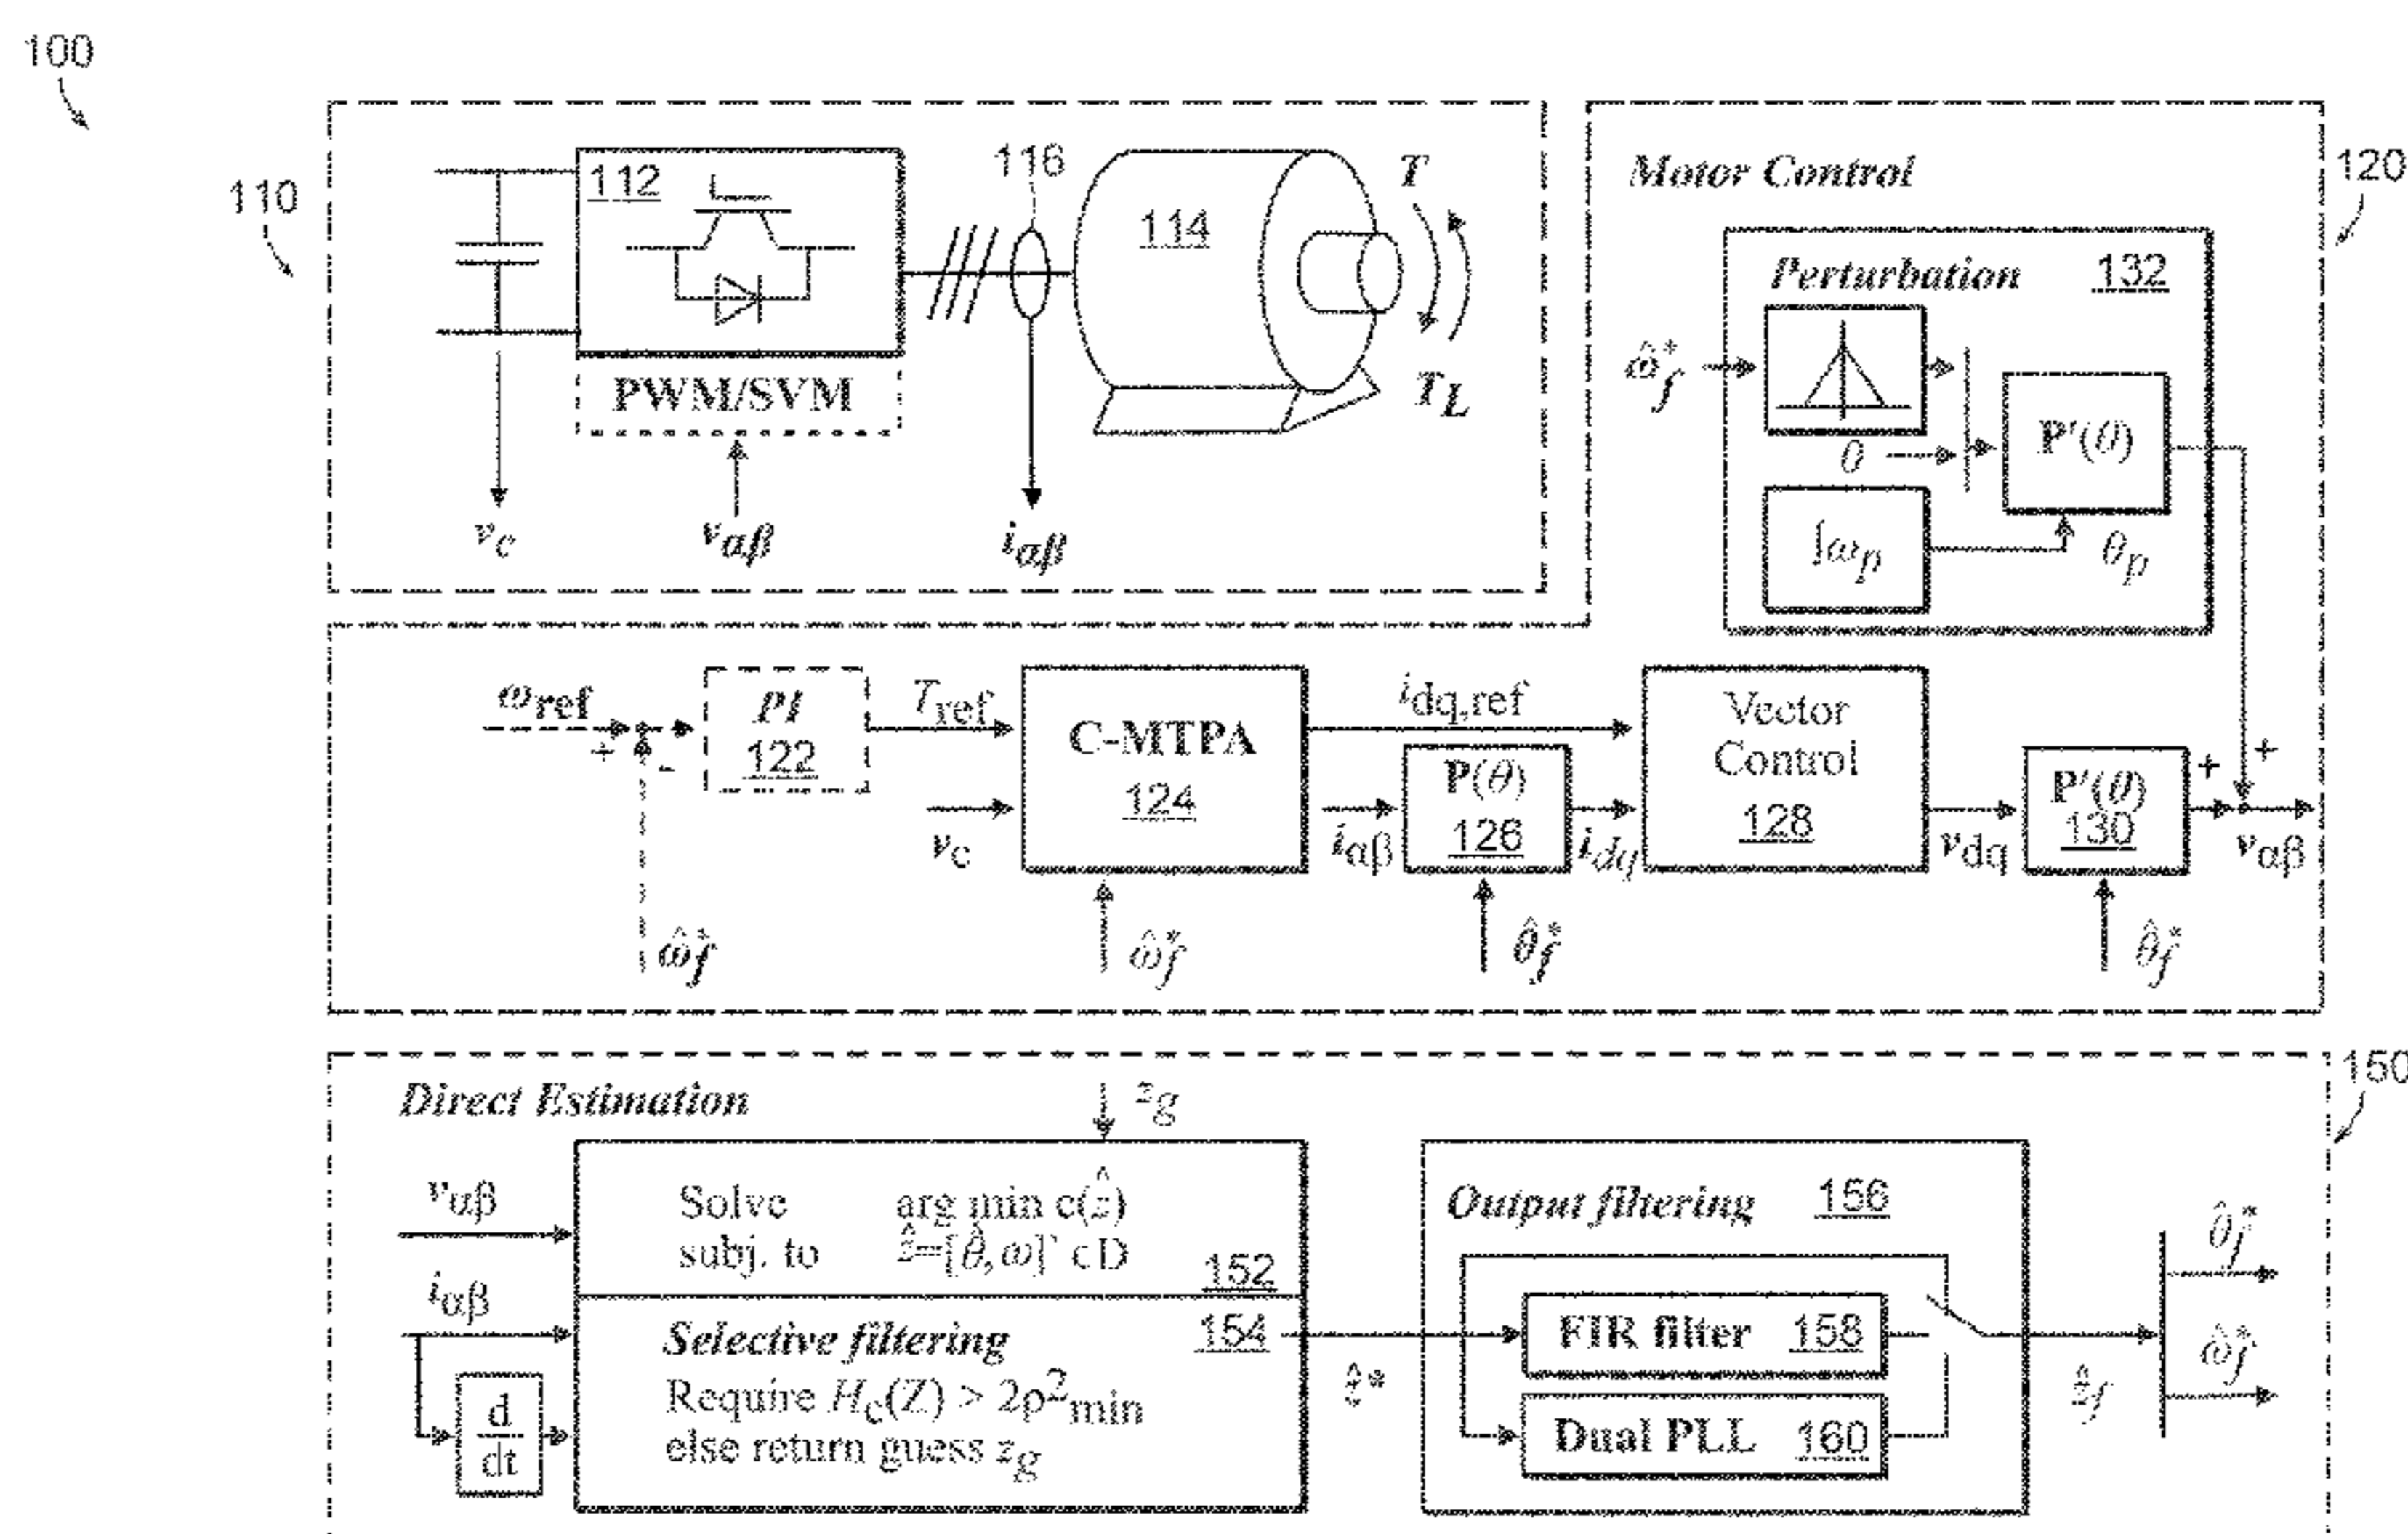 100
110
112
116
114
T
T_L
PWM/SVM
v_c
v_αβ
i_αβ
Motor Control
120
Perturbation 132
ω̂*_f
0
P'(θ)
∫ω_p
θ_p
ω_ref
+
-
PI
122
T_ref
v_c
C-MTPA
124
i_dq,ref
i_αβ
P(θ)
126
i_dq
Vector
Control
128
v_dq
P'(θ)
130
+
+
v_αβ
ω̂*_f
ω̂*_f
θ̂*_f
θ̂*_f
Direct Estimation
150
z_g
v_αβ
i_αβ
d
dt
Solve arg min c(ẑ)
subj. to ẑ=[θ̂,ω]` cD
152
Selective filtering 154
Require H_c(Z) > 2ρ²_min
else return guess z_g
ẑ*
Output filtering 156
FIR filter 158
Dual PLL 160
ẑ_f
θ̂*_f
ω̂*_f